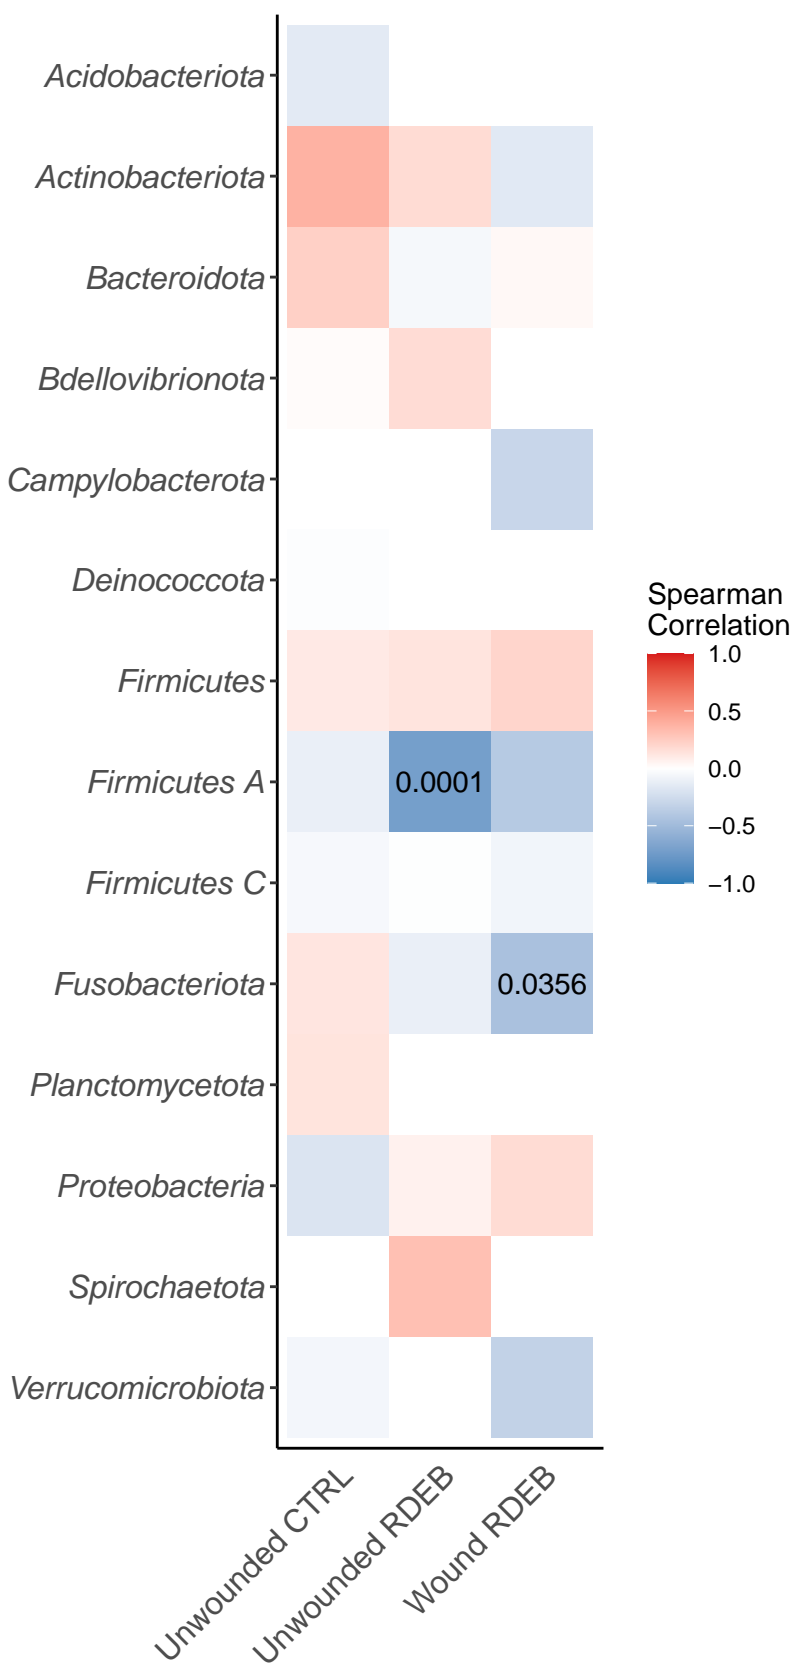 Acidobacteriota
Actinobacteriota
Bacteroidota
Bdellovibrionota
Campylobacterota
Deinococcota
Firmicutes
Firmicutes A
0.0001
Firmicutes C
Fusobacteriota
0.0356
Planctomycetota
Proteobacteria
Spirochaetota
Verrucomicrobiota
Unwounded CTRL
Unwounded RDEB
Wound RDEB
Spearman
Correlation
1.0
0.5
0.0
−0.5
−1.0